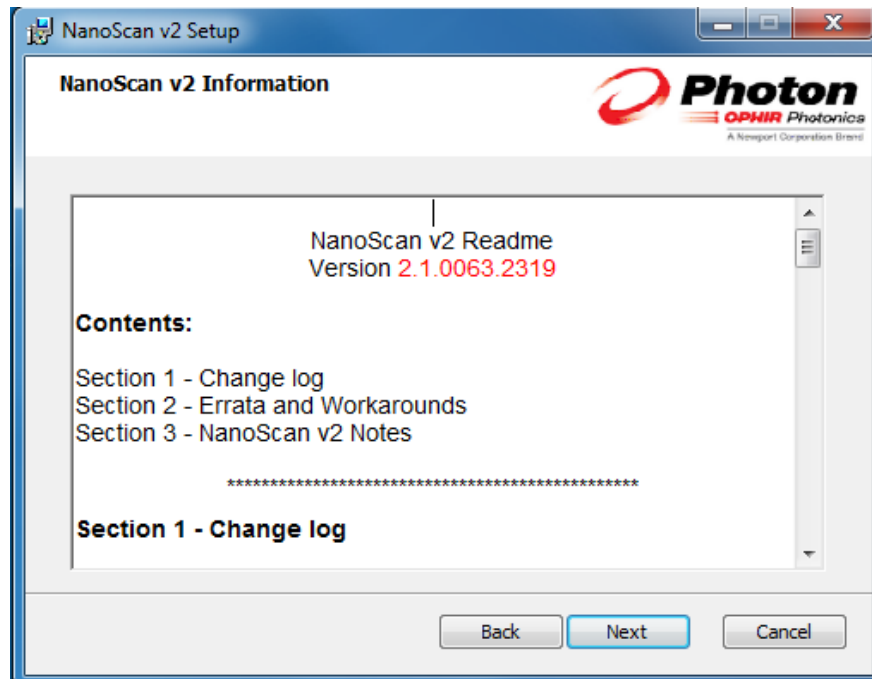 NanoScan v2 Setup
NanoScan v2 Information
Photon
OPHIR Photonics
A Newport Corporation Brand
NanoScan v2 Readme
Version 2.1.0063.2319
Contents:
Section 1 - Change log
Section 2 - Errata and Workarounds
Section 3 - NanoScan v2 Notes
************************************************
Section 1 - Change log
Back
Next
Cancel